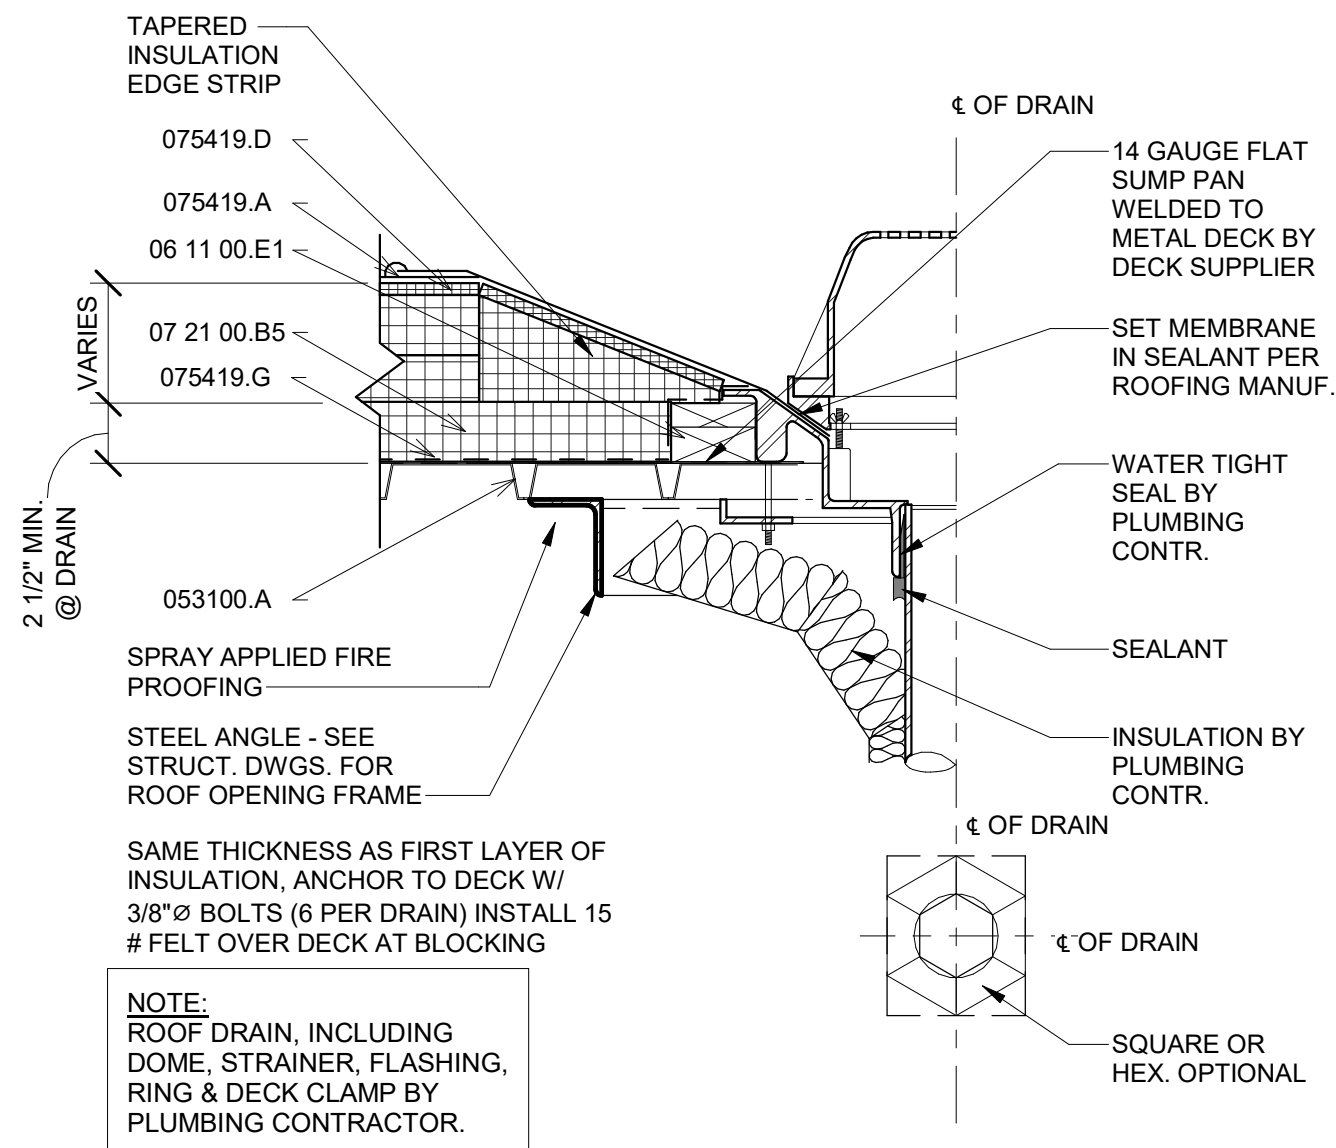 TAPERED
INSULATION
EDGE STRIP
075419.D
075419.A
06 11 00.E1
07 21 00.B5
075419.G
VARIES
2 1/2" MIN.
@ DRAIN
053100.A
SPRAY APPLIED FIRE
PROOFING
STEEL ANGLE - SEE
STRUCT. DWGS. FOR
ROOF OPENING FRAME
SAME THICKNESS AS FIRST LAYER OF
INSULATION, ANCHOR TO DECK W/
3/8"Ø BOLTS (6 PER DRAIN) INSTALL 15
# FELT OVER DECK AT BLOCKING
NOTE:
ROOF DRAIN, INCLUDING
DOME, STRAINER, FLASHING,
RING & DECK CLAMP BY
PLUMBING CONTRACTOR.
℄ OF DRAIN
14 GAUGE FLAT
SUMP PAN
WELDED TO
METAL DECK BY
DECK SUPPLIER
SET MEMBRANE
IN SEALANT PER
ROOFING MANUF.
WATER TIGHT
SEAL BY
PLUMBING
CONTR.
SEALANT
INSULATION BY
PLUMBING
CONTR.
℄ OF DRAIN
℄ OF DRAIN
SQUARE OR
HEX. OPTIONAL